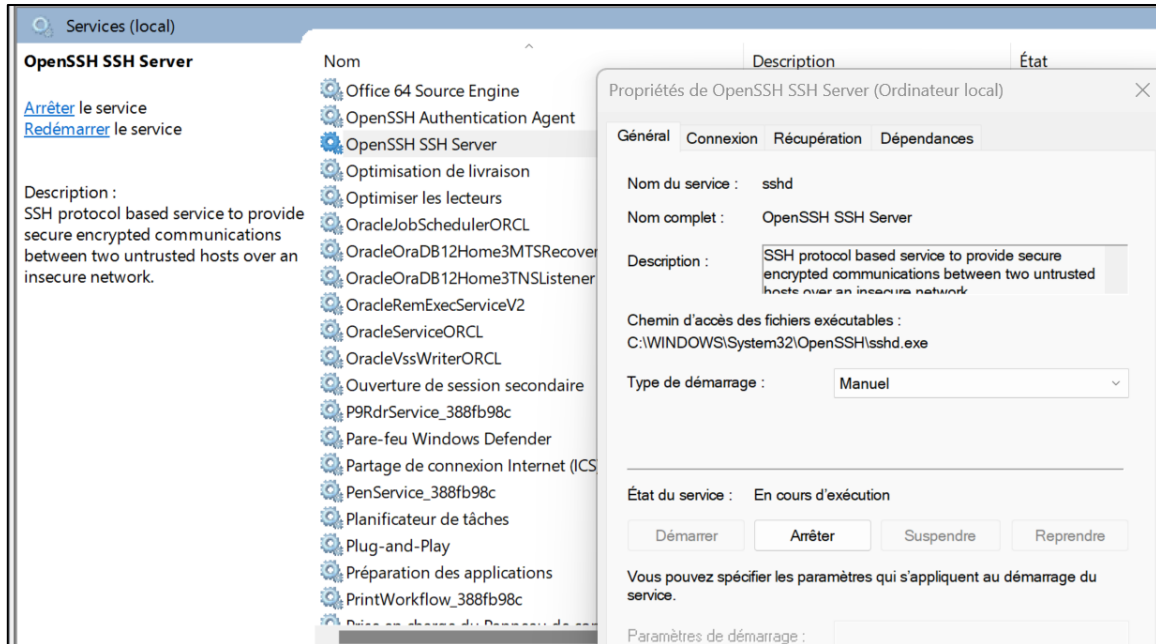 Services (local)
OpenSSH SSH Server
Arrêter le service
Redémarrer le service
Description :
SSH protocol based service to provide
secure encrypted communications
between two untrusted hosts over an
insecure network.
Nom
Description
État
Office 64 Source Engine
OpenSSH Authentication Agent
OpenSSH SSH Server
Optimisation de livraison
Optimiser les lecteurs
OracleJobSchedulerORCL
OracleOraDB12Home3MTSRecover
OracleOraDB12Home3TNSListener
OracleRemExecServiceV2
OracleServiceORCL
OracleVssWriterORCL
Ouverture de session secondaire
P9RdrService_388fb98c
Pare-feu Windows Defender
Partage de connexion Internet (ICS
PenService_388fb98c
Planificateur de tâches
Plug-and-Play
Préparation des applications
PrintWorkflow_388fb98c
Propriétés de OpenSSH SSH Server (Ordinateur local)
Général Connexion Récupération Dépendances
Nom du service : sshd
Nom complet : OpenSSH SSH Server
Description : SSH protocol based service to provide secure
encrypted communications between two untrusted
hosts over an insecure network
Chemin d'accès des fichiers exécutables :
C:\WINDOWS\System32\OpenSSH\sshd.exe
Type de démarrage : Manuel
État du service : En cours d'exécution
Démarrer Arrêter Suspendre Reprendre
Vous pouvez spécifier les paramètres qui s'appliquent au démarrage du
service.
Paramètres de démarrage :